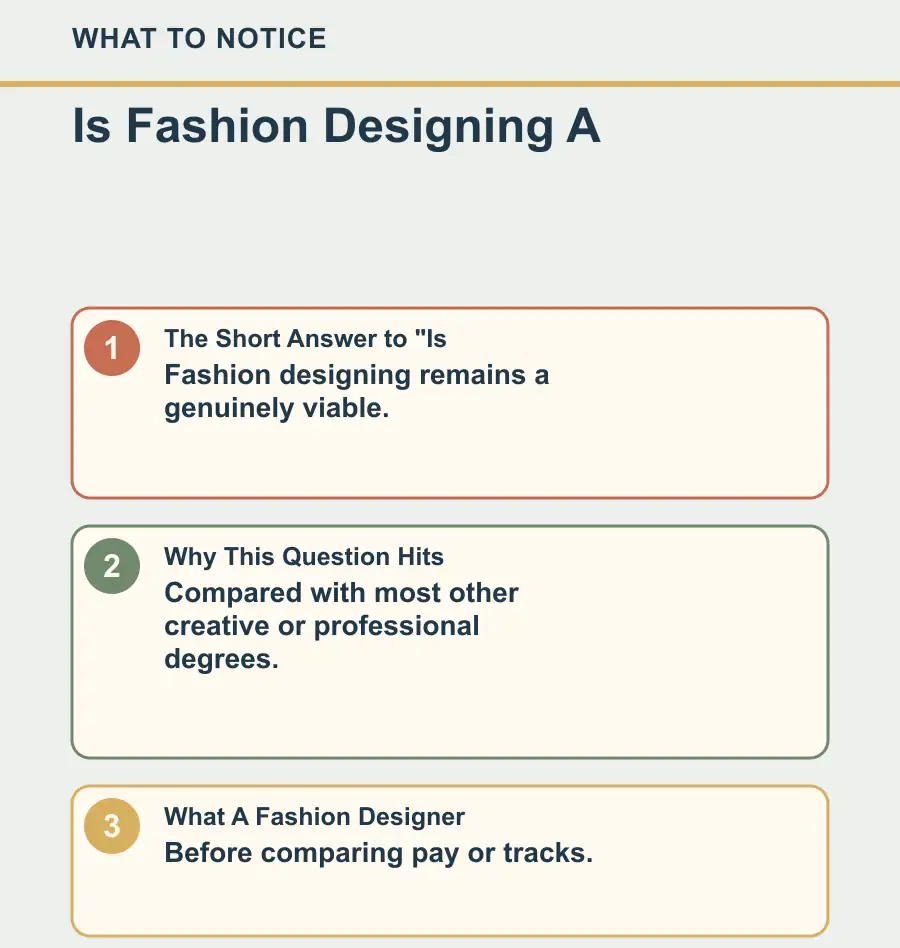 WHAT TO NOTICE
Is Fashion Designing A
1
The Short Answer to "Is
Fashion designing remains a
genuinely viable.
2
Why This Question Hits
Compared with most other
creative or professional
degrees.
3
What A Fashion Designer
Before comparing pay or tracks.